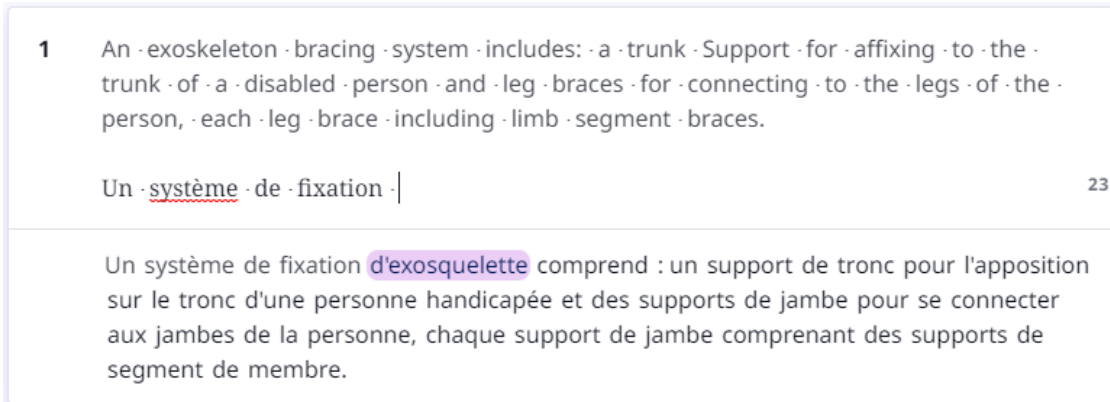 1
An · exoskeleton · bracing · system · includes: · a · trunk · Support · for · affixing · to · the ·
trunk · of · a · disabled · person · and · leg · braces · for · connecting · to · the · legs · of · the ·
person, · each · leg · brace · including · limb · segment · braces.
Un · système · de · fixation ·
23
Un système de fixation d'exosquelette comprend : un support de tronc pour l'apposition
sur le tronc d'une personne handicapée et des supports de jambe pour se connecter
aux jambes de la personne, chaque support de jambe comprenant des supports de
segment de membre.